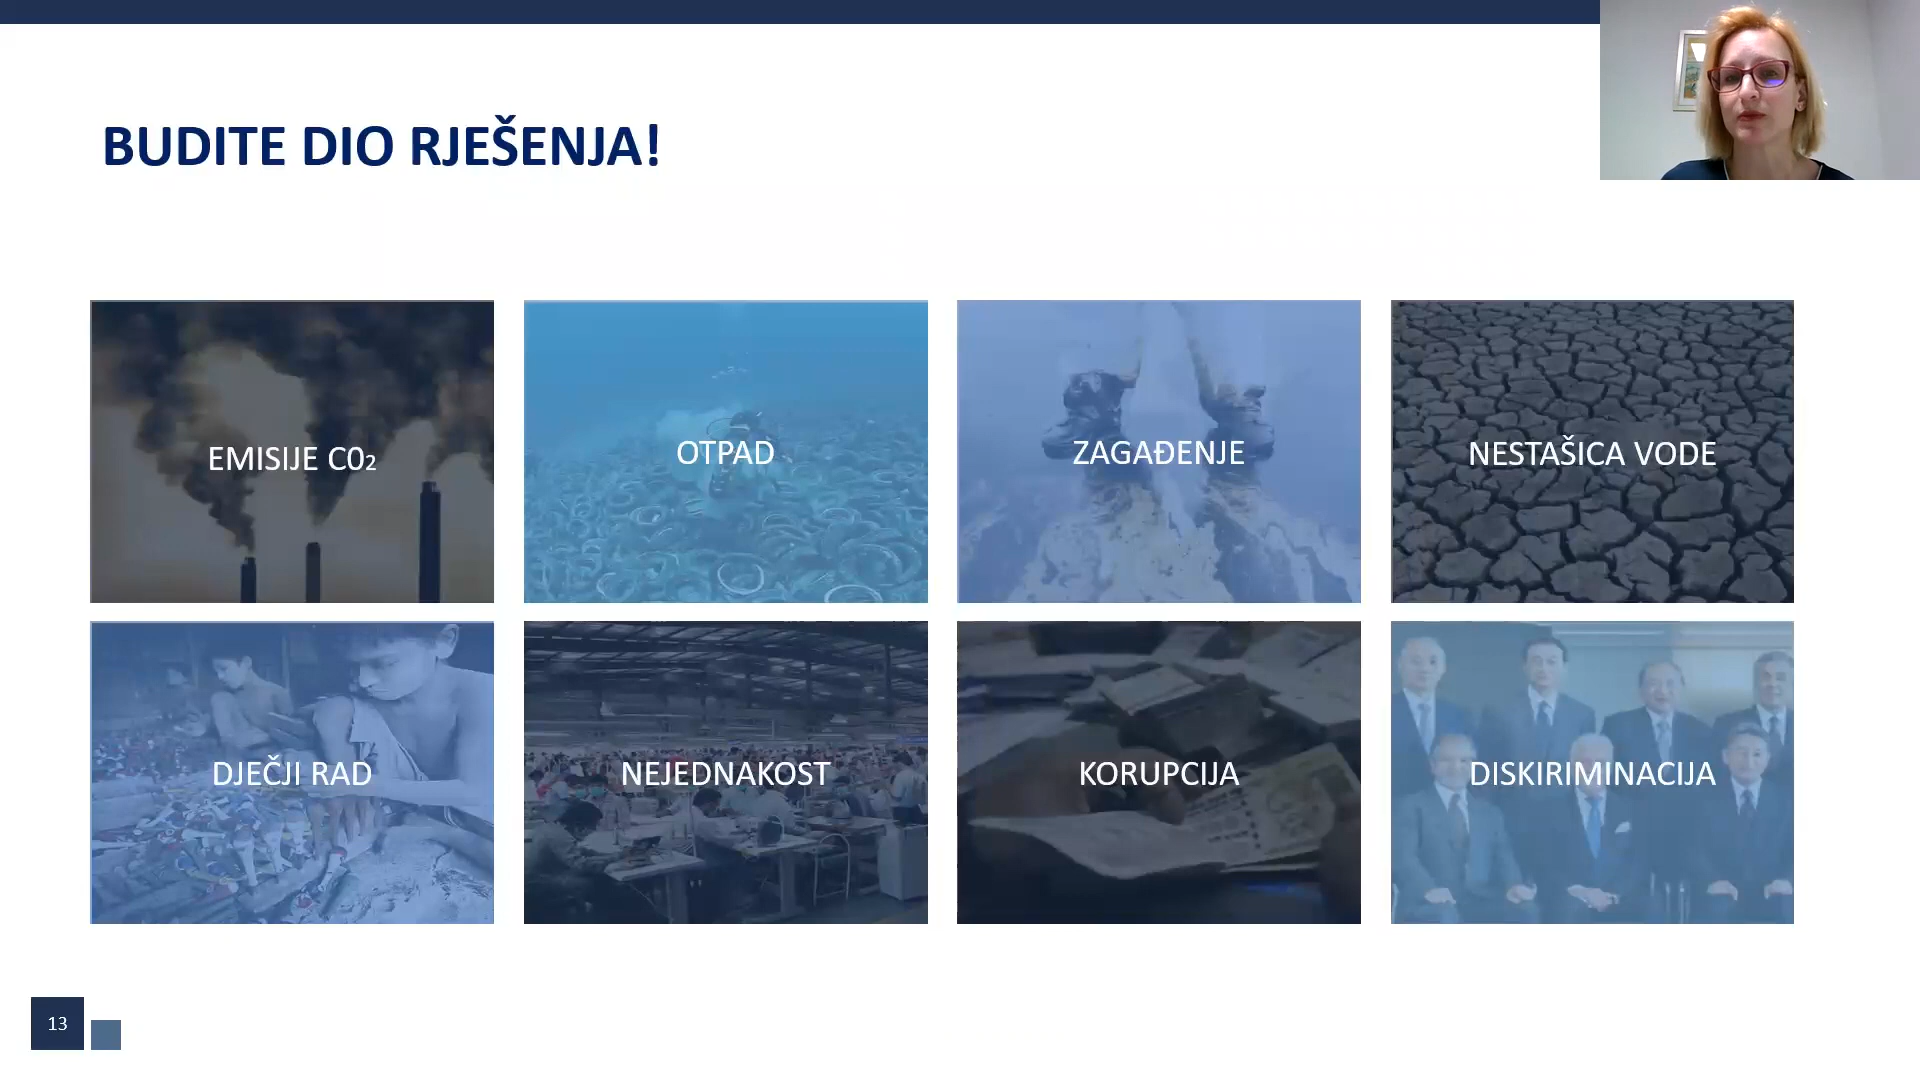 BUDITE DIO RJEŠENJA!
EMISIJE C0₂
OTPAD
ZAGAĐENJE
NESTAŠICA VODE
DJEČJI RAD
NEJEDNAKOST
KORUPCIJA
DISKIRIMINACIJA
13